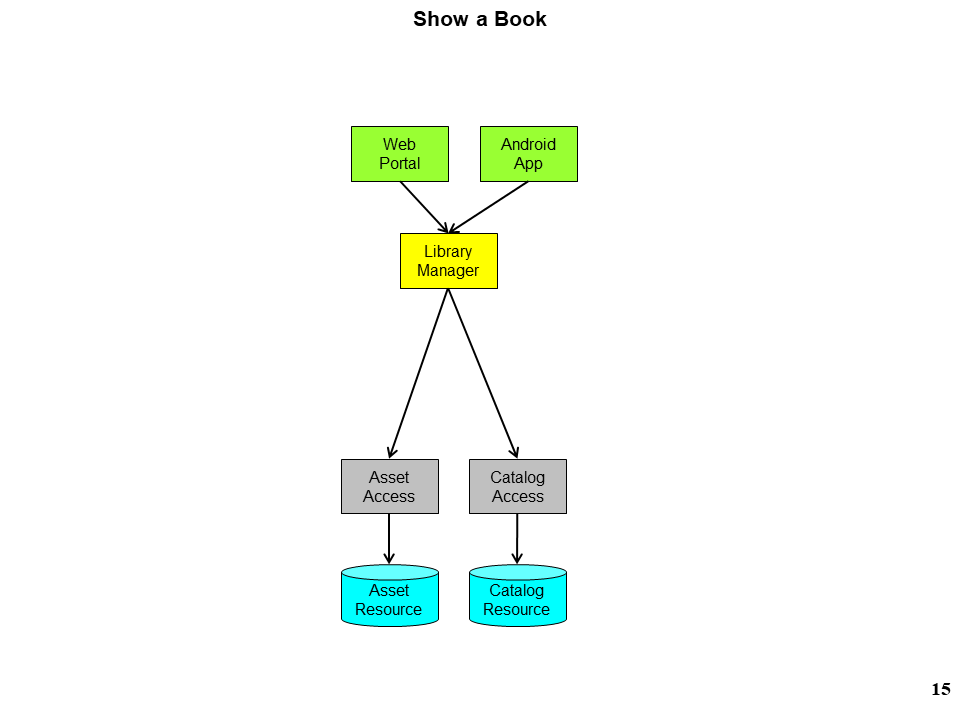 Show a Book
Web
Portal
Android
App
Library
Manager
Asset
Access
Catalog
Access
Asset
Resource
Catalog
Resource
15